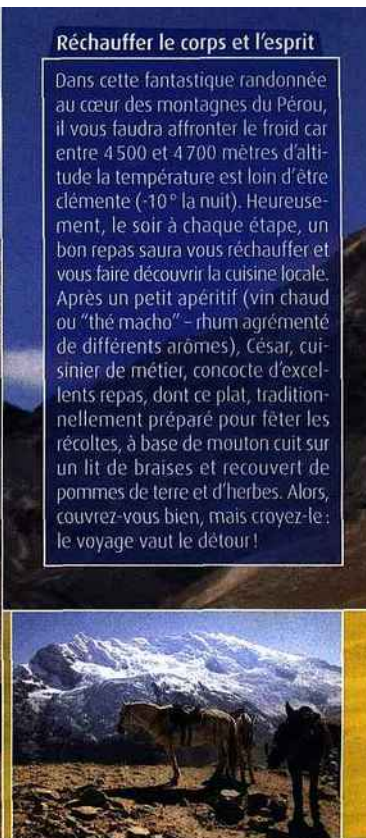 Réchauffer le corps et l'esprit
Dans cette fantastique randonnée
au cœur des montagnes du Pérou,
il vous faudra affronter le froid car
entre 4500 et 4700 mètres d'alti-
tude la température est loin d'être
clémente (-10° la nuit). Heureuse-
ment, le soir à chaque étape, un
bon repas saura vous réchauffer et
vous faire découvrir la cuisine locale.
Après un petit apéritif (vin chaud
ou "thé macho" – rhum agrémenté
de différents arômes), César, cui-
sinier de métier, concocte d'excel-
lents repas, dont ce plat, tradition-
nellement préparé pour fêter les
récoltes, à base de mouton cuit sur
un lit de braises et recouvert de
pommes de terre et d'herbes. Alors,
couvrez-vous bien, mais croyez-le :
le voyage vaut le détour !